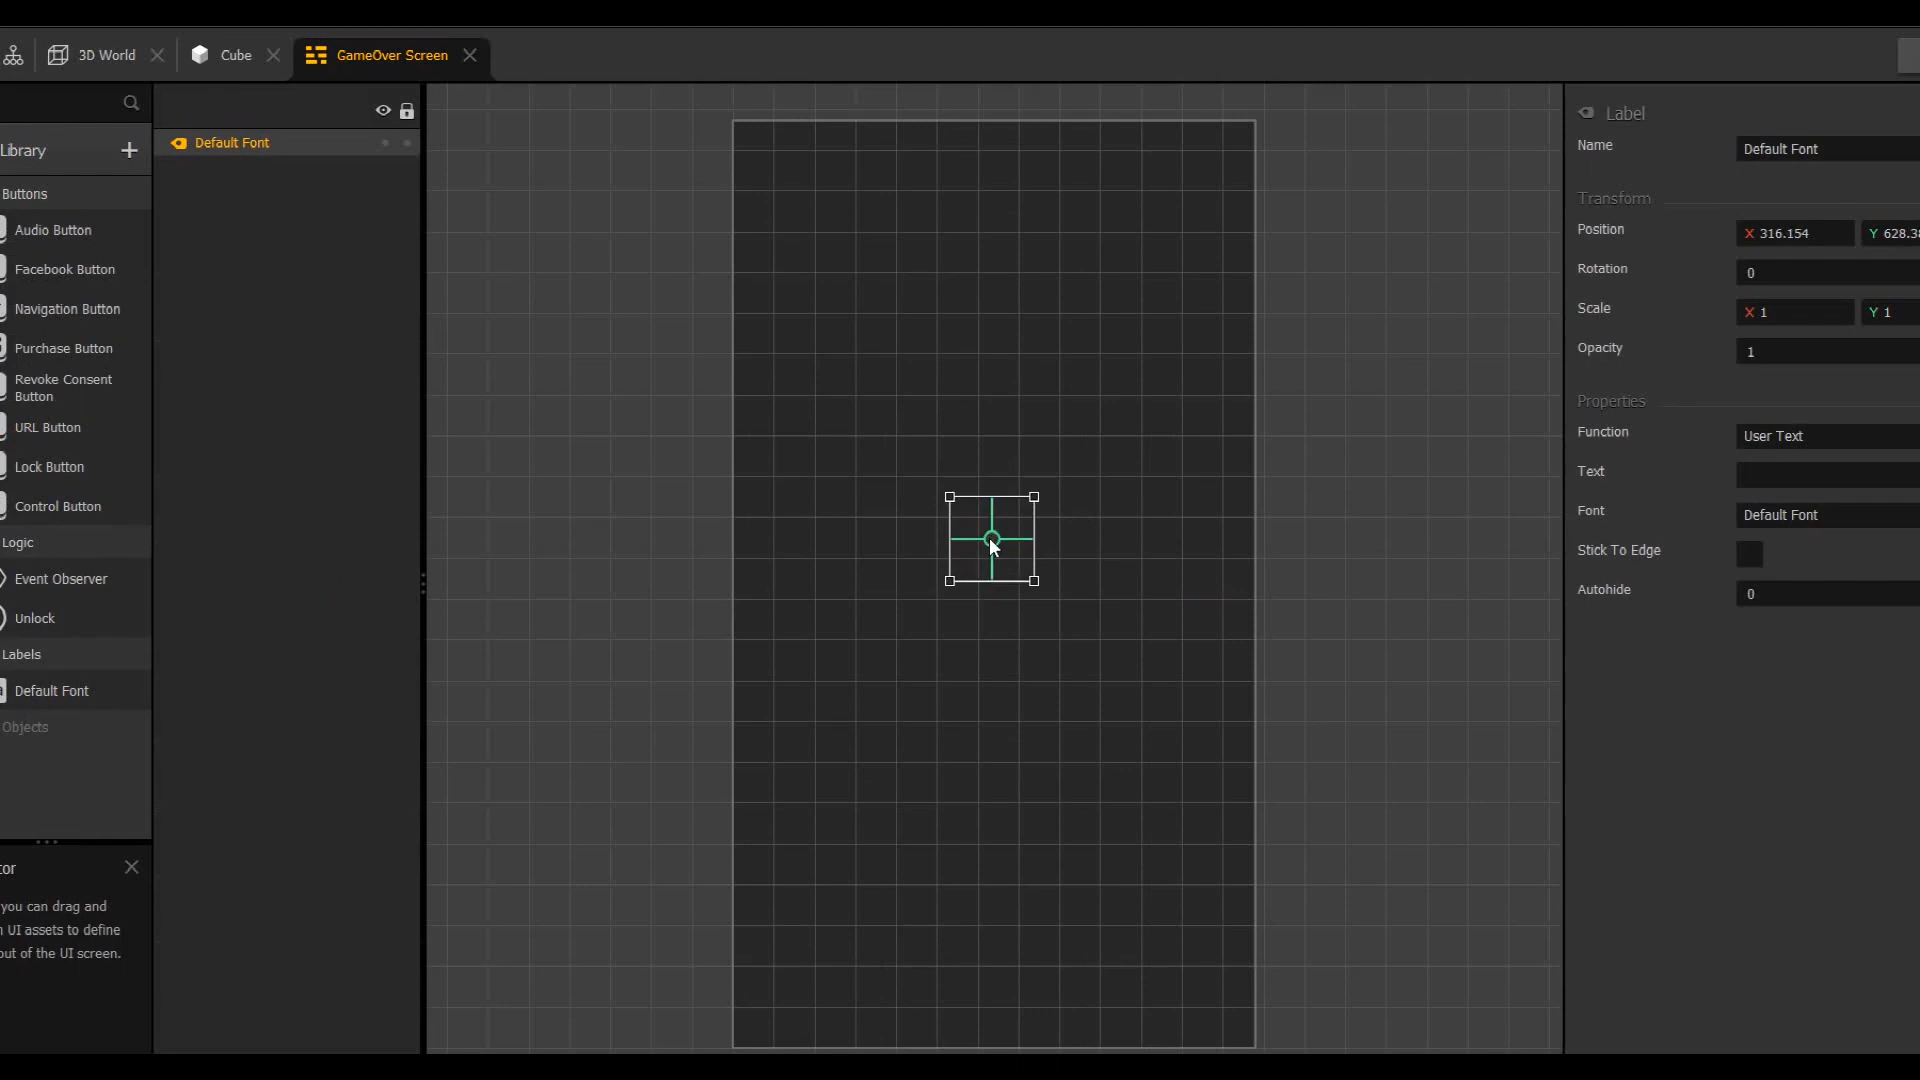 3D World
Cube
GameOver Screen
Library
Buttons
Audio Button
Facebook Button
Navigation Button
Purchase Button
Revoke Consent
Button
URL Button
Lock Button
Control Button
Logic
Event Observer
Unlock
Labels
Default Font
Objects
tor
you can drag and
UI assets to define
out of the UI screen.
Default Font
Label
Name
Default Font
Transform
Position
X 316.154
Y 628.38
Rotation
0
Scale
X 1
Y 1
Opacity
1
Properties
Function
User Text
Text
Font
Default Font
Stick To Edge
Autohide
0